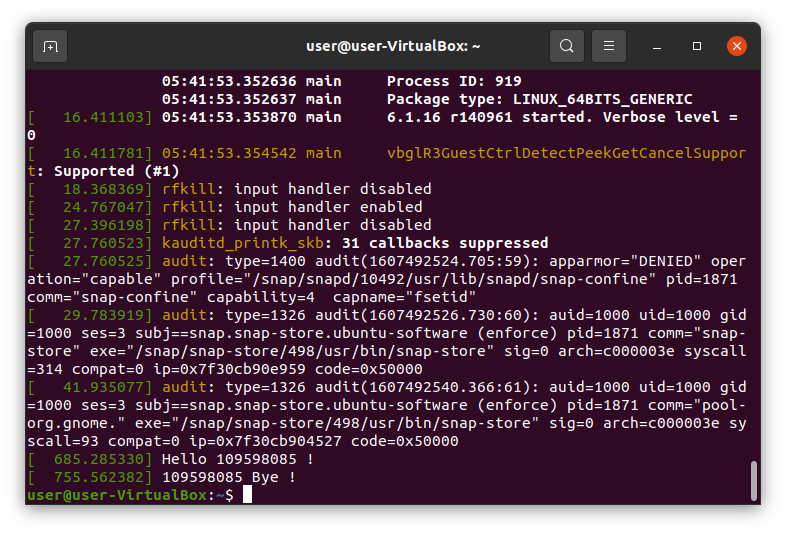 user@user-VirtualBox: ~
05:41:53.352636 main     Process ID: 919
05:41:53.352637 main     Package type: LINUX_64BITS_GENERIC
[   16.411103] 05:41:53.353870 main     6.1.16 r140961 started. Verbose level =
0
[   16.411781] 05:41:53.354542 main     vbglR3GuestCtrlDetectPeekGetCancelSuppor
t: Supported (#1)
[   18.368369] rfkill: input handler disabled
[   24.767047] rfkill: input handler enabled
[   27.396198] rfkill: input handler disabled
[   27.760523] kauditd_printk_skb: 31 callbacks suppressed
[   27.760525] audit: type=1400 audit(1607492524.705:59): apparmor="DENIED" oper
ation="capable" profile="/snap/snapd/10492/usr/lib/snapd/snap-confine" pid=1871
comm="snap-confine" capability=4  capname="fsetid"
[   29.783919] audit: type=1326 audit(1607492526.730:60): auid=1000 uid=1000 gid
=1000 ses=3 subj==snap.snap-store.ubuntu-software (enforce) pid=1871 comm="snap-
store" exe="/snap/snap-store/498/usr/bin/snap-store" sig=0 arch=c000003e syscall
=314 compat=0 ip=0x7f30cb90e959 code=0x50000
[   41.935077] audit: type=1326 audit(1607492540.366:61): auid=1000 uid=1000 gid
=1000 ses=3 subj==snap.snap-store.ubuntu-software (enforce) pid=1871 comm="pool-
org.gnome." exe="/snap/snap-store/498/usr/bin/snap-store" sig=0 arch=c000003e sy
scall=93 compat=0 ip=0x7f30cb904527 code=0x50000
[  685.285330] Hello 109598085 !
[  755.562382] 109598085 Bye !
user@user-VirtualBox:~$